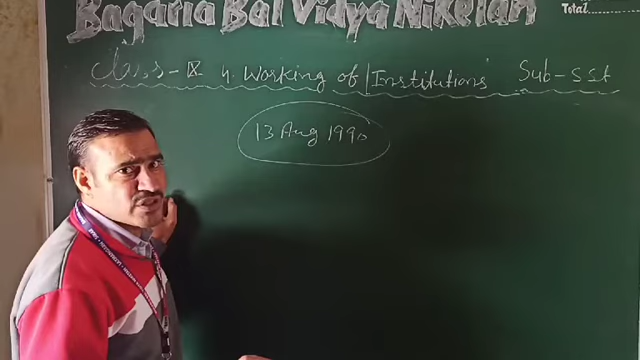 Bagaria Bal Vidya Niketan
Total
Class-IX 4. Working of Institutions Sub-SST
13 Aug 1990